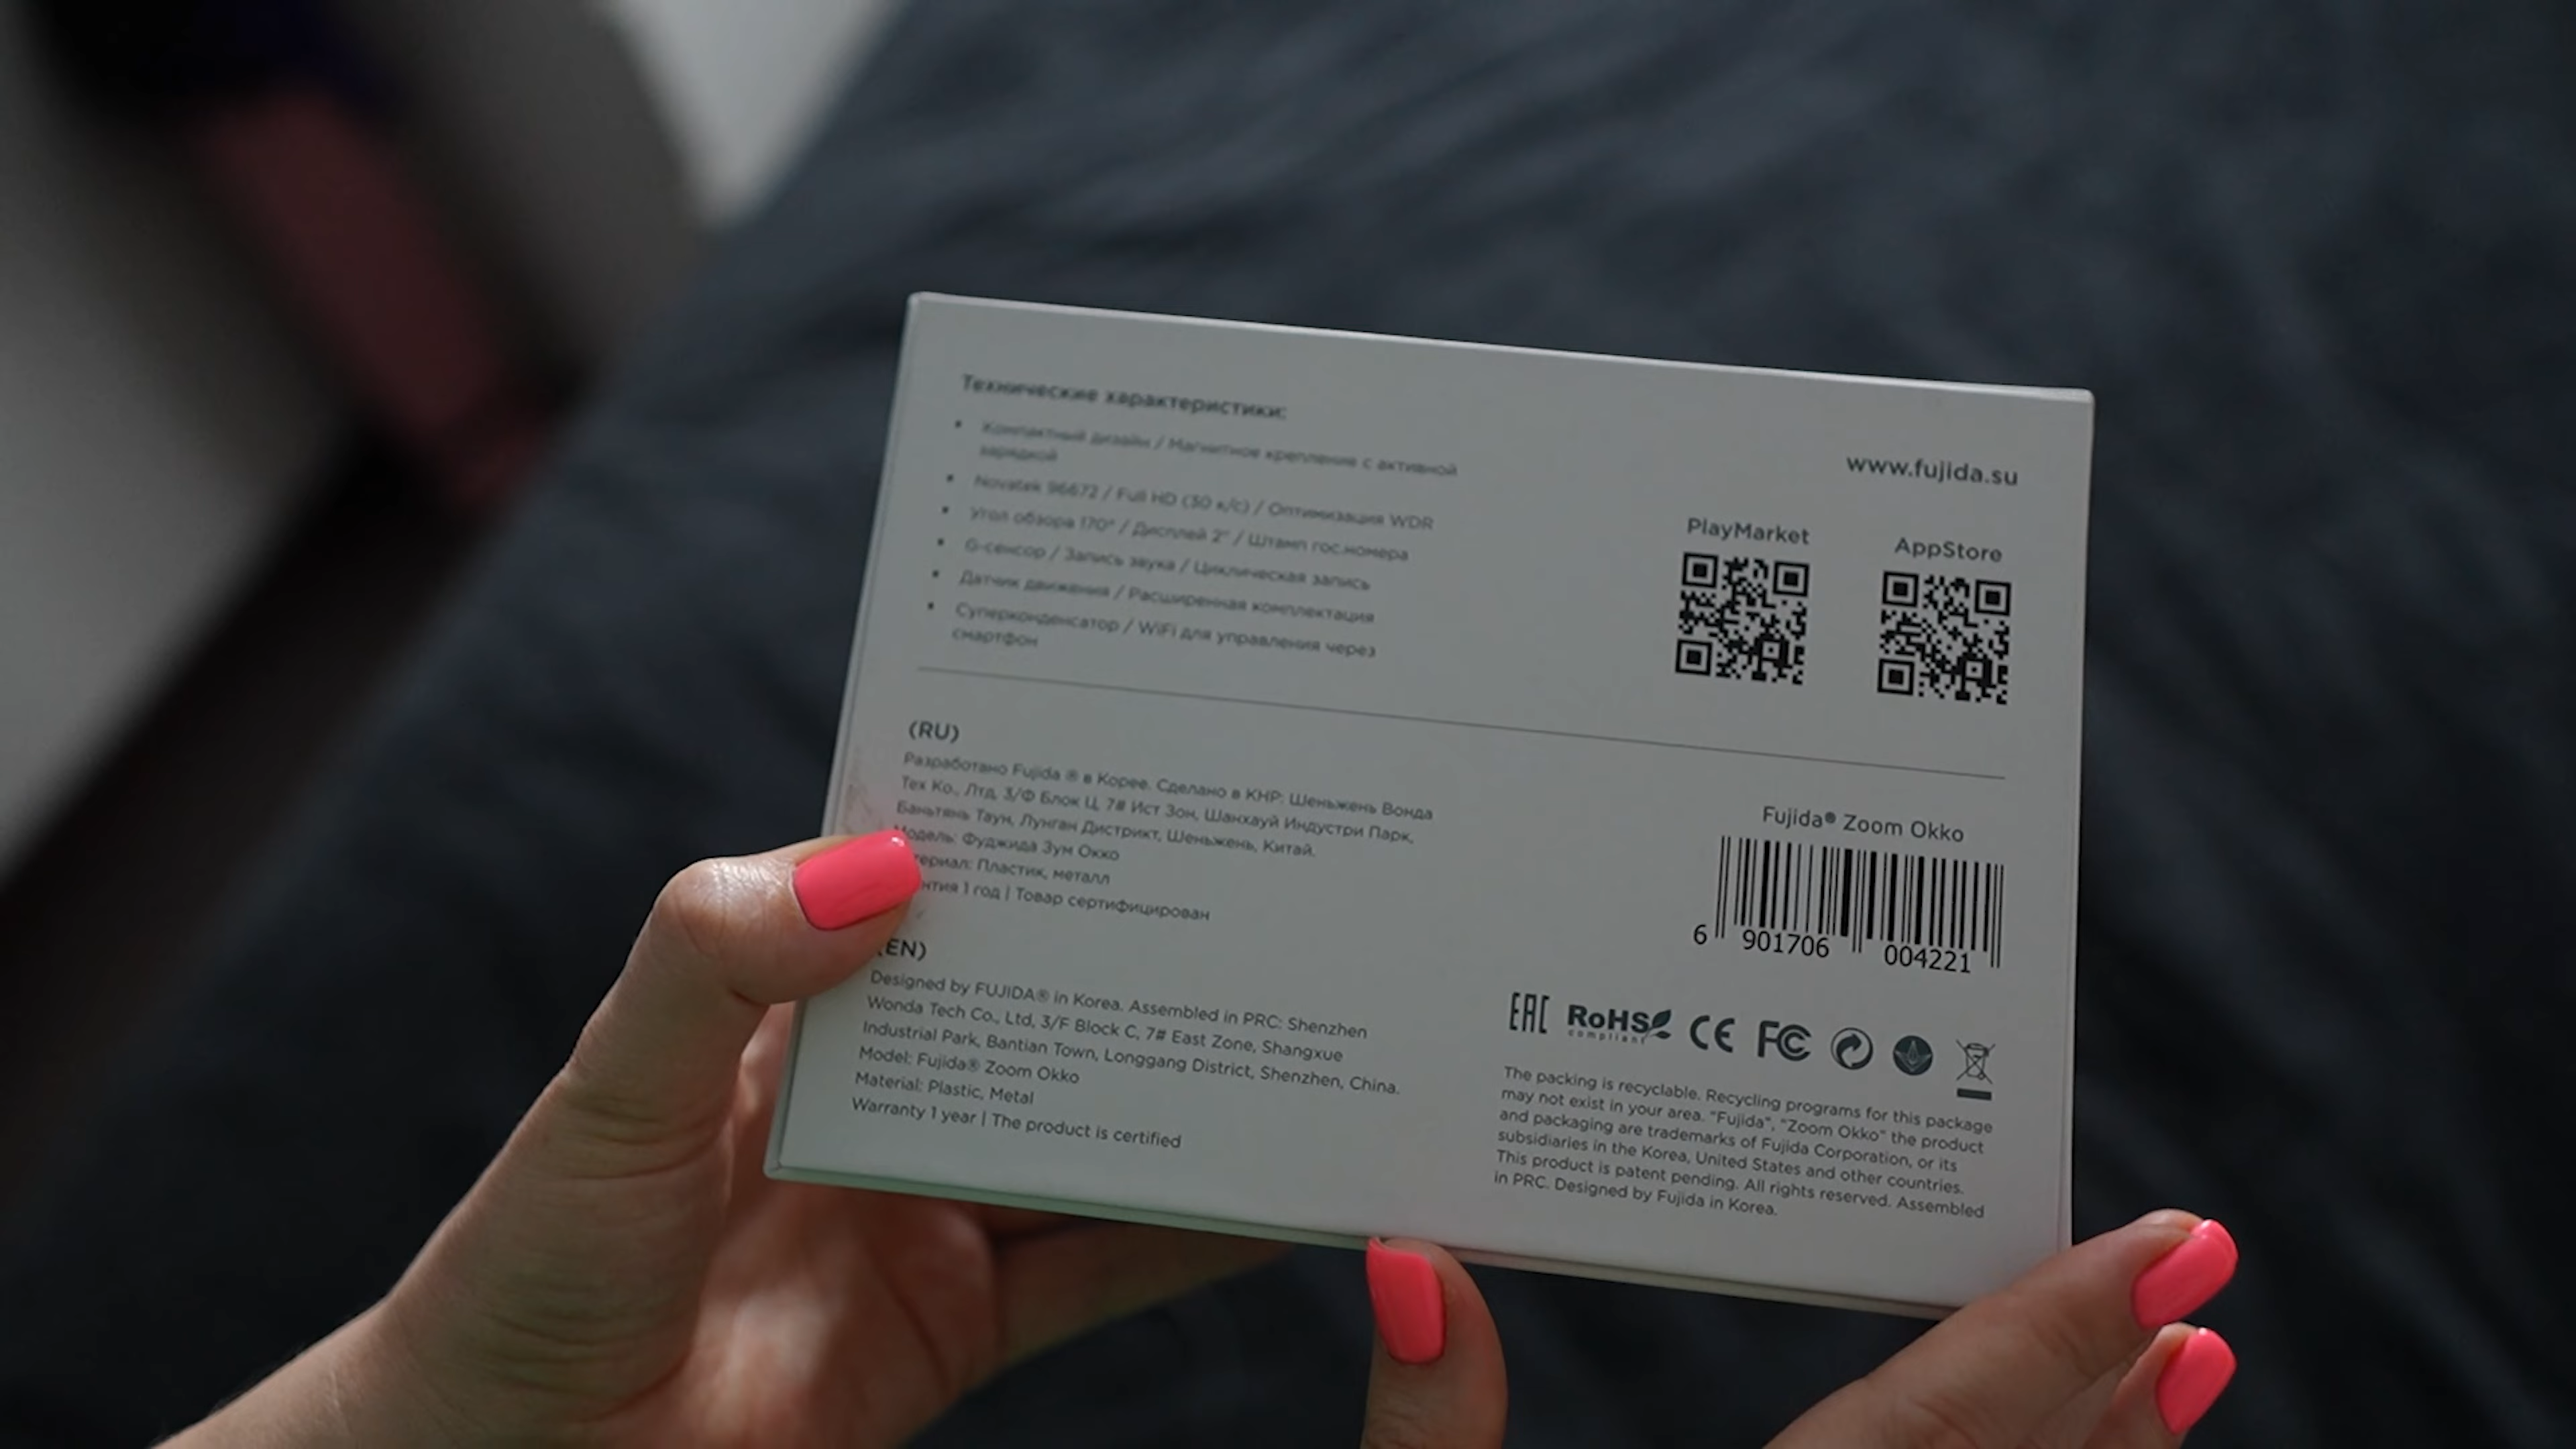 Технические характеристики:
• Компактный дизайн / Магнитное крепление с активной
зарядкой
• Novatek 96672 / Full HD (30 к/с) / Оптимизация WDR
• Угол обзора 170° / Дисплей 2" / Штамп гос.номера
• G-сенсор / Запись звука / Циклическая запись
• Датчик движения / Расширенная комплектация
• Суперконденсатор / WiFi для управления через
смартфон
www.fujida.su
PlayMarket
AppStore
(RU)
Разработано Fujida ® в Корее. Сделано в КНР: Шеньжень Вонда
Тех Ко., Лтд, 3/Ф Блок Ц, 7# Ист Зон, Шанхауй Индустри Парк,
Баньтянь Таун, Лунган Дистрикт, Шеньжень, Китай.
Модель: Фуджида Зум Окко
териал: Пластик, металл
нтия 1 год | Товар сертифицирован
(EN)
Designed by FUJIDA® in Korea. Assembled in PRC: Shenzhen
Wonda Tech Co., Ltd, 3/F Block C, 7# East Zone, Shangxue
Industrial Park, Bantian Town, Longgang District, Shenzhen, China.
Model: Fujida® Zoom Okko
Material: Plastic, Metal
Warranty 1 year | The product is certified
Fujida® Zoom Okko
6 901706 004221
EAC RoHS CE FC
compliant
The packing is recyclable. Recycling programs for this package
may not exist in your area. "Fujida", "Zoom Okko" the product
and packaging are trademarks of Fujida Corporation, or its
subsidiaries in the Korea, United States and other countries.
This product is patent pending. All rights reserved. Assembled
in PRC. Designed by Fujida in Korea.